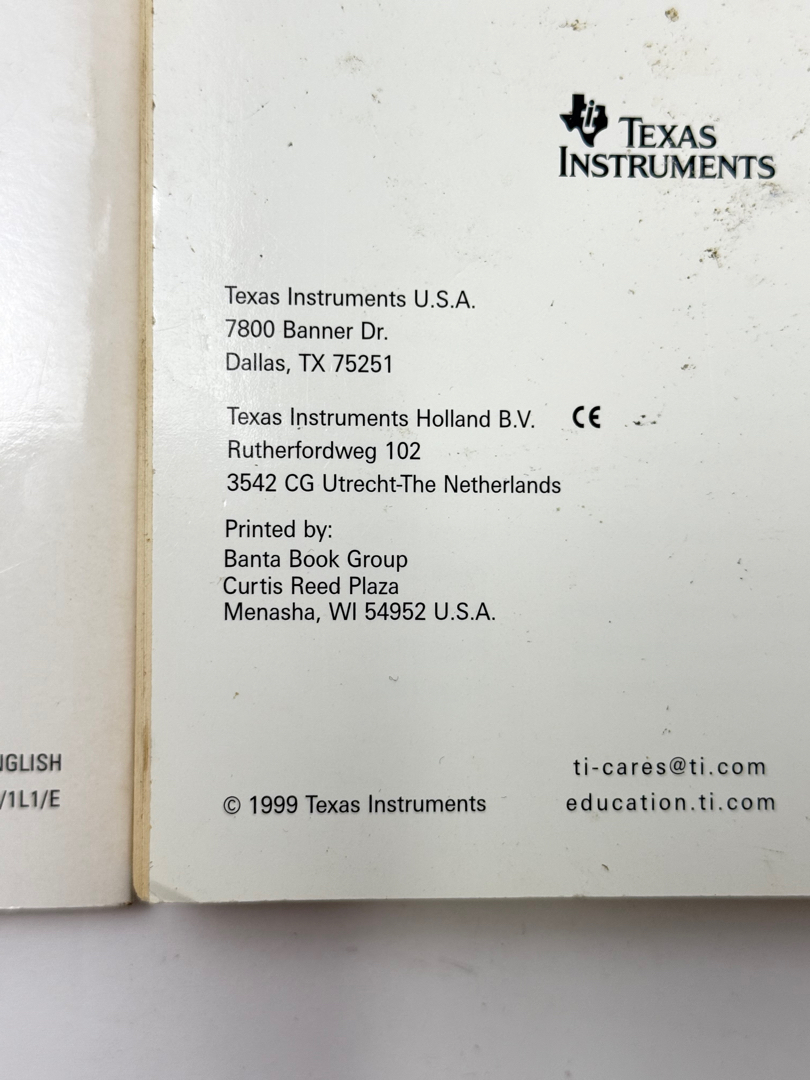 TEXAS
INSTRUMENTS
Texas Instruments U.S.A.
7800 Banner Dr.
Dallas, TX 75251
Texas Instruments Holland B.V. CE
Rutherfordweg 102
3542 CG Utrecht-The Netherlands
Printed by:
Banta Book Group
Curtis Reed Plaza
Menasha, WI 54952 U.S.A.
NGLISH
/1L1/E
ti-cares@ti.com
© 1999 Texas Instruments
education.ti.com